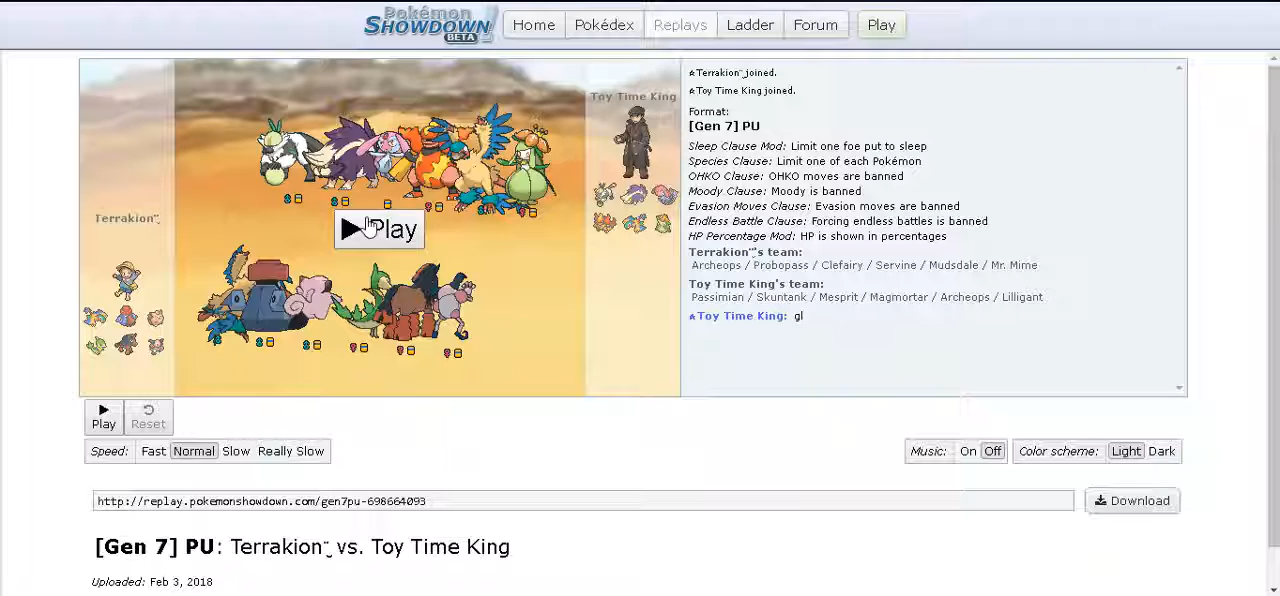 Pokémon
SHOWDOWN!
BETA
Home Pokédex Replays Ladder Forum Play
Toy Time King
Terrakion
Play
☆Terrakion joined.
☆Toy Time King joined.
Format:
[Gen 7] PU
Sleep Clause Mod: Limit one foe put to sleep
Species Clause: Limit one of each Pokémon
OHKO Clause: OHKO moves are banned
Moody Clause: Moody is banned
Evasion Moves Clause: Evasion moves are banned
Endless Battle Clause: Forcing endless battles is banned
HP Percentage Mod: HP is shown in percentages
Terrakion's team:
Archeops / Probopass / Clefairy / Servine / Mudsdale / Mr. Mime
Toy Time King's team:
Passimian / Skuntank / Mesprit / Magmortar / Archeops / Lilligant
☆Toy Time King: gl
Play Reset
Speed: Fast Normal Slow Really Slow
Music: On Off Color scheme: Light Dark
http://replay.pokemonshowdown.com/gen7pu-698664093
Download
[Gen 7] PU: Terrakion vs. Toy Time King
Uploaded: Feb 3, 2018